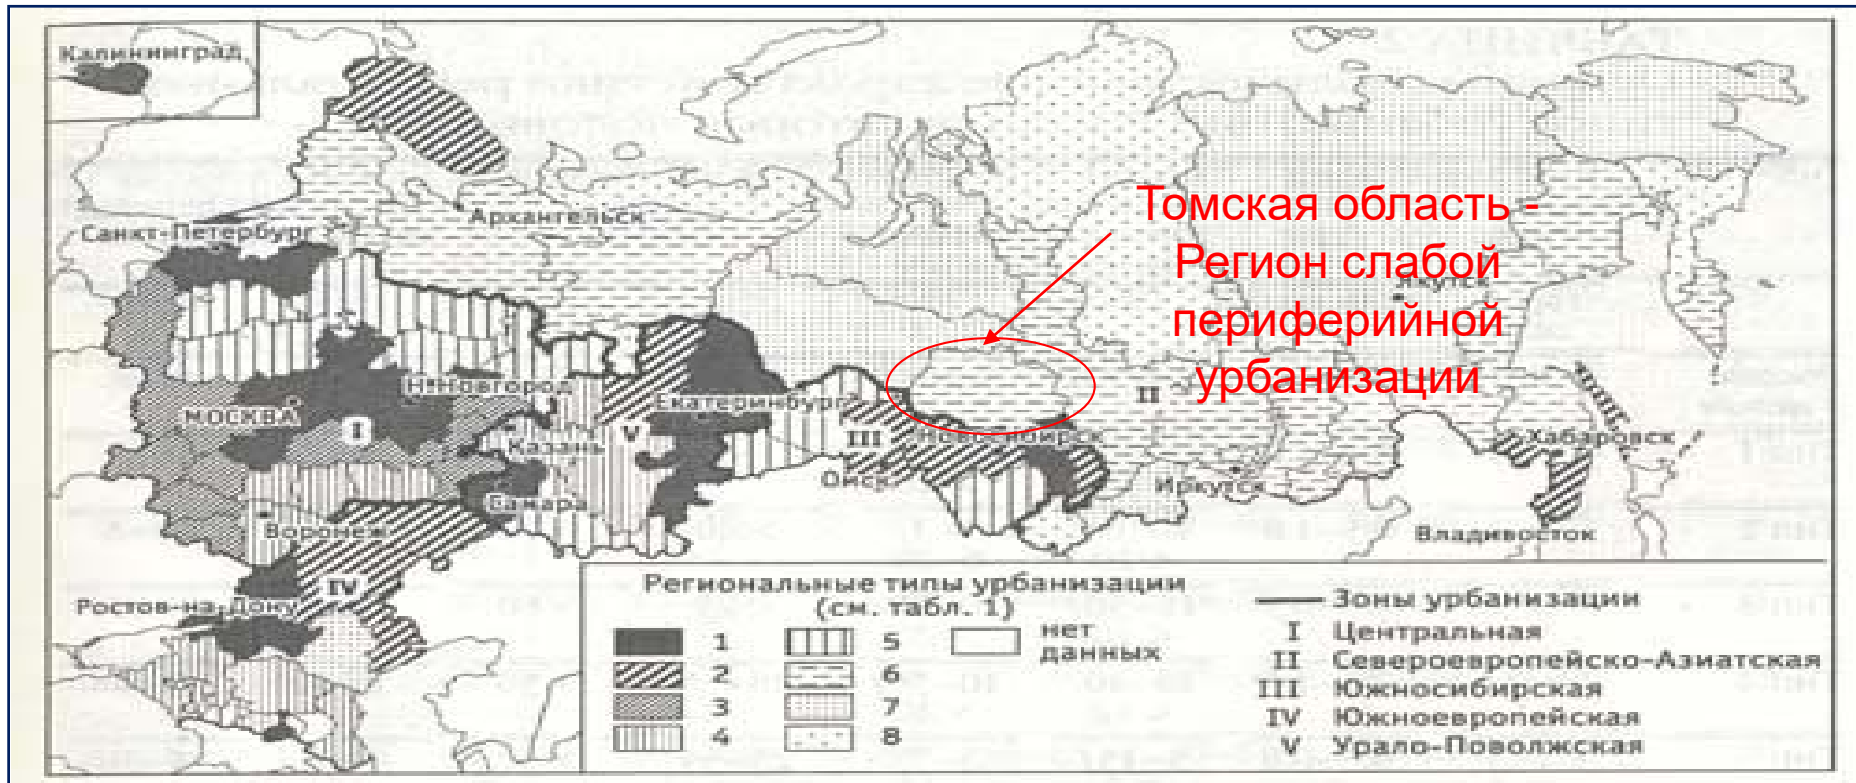 Калининград
Архангельск
Санкт-Петербург
Томская область -
Регион слабой
периферийной
урбанизации
Якутск
Н.Новгород
МОСКВА
I
Казань
V
Екатеринбург
III
Новосибирск
II
Хабаровск
Омск
Иркутск
Самара
Воронеж
Владивосток
IV
Ростов-на-Дону
Региональные типы урбанизации
(см. табл. 1)
1
2
3
4
5
6
7
8
нет
данных
Зоны урбанизации
I Центральная
II Североевропейско-Азиатская
III Южносибирская
IV Южноевропейская
V Урало-Поволжская